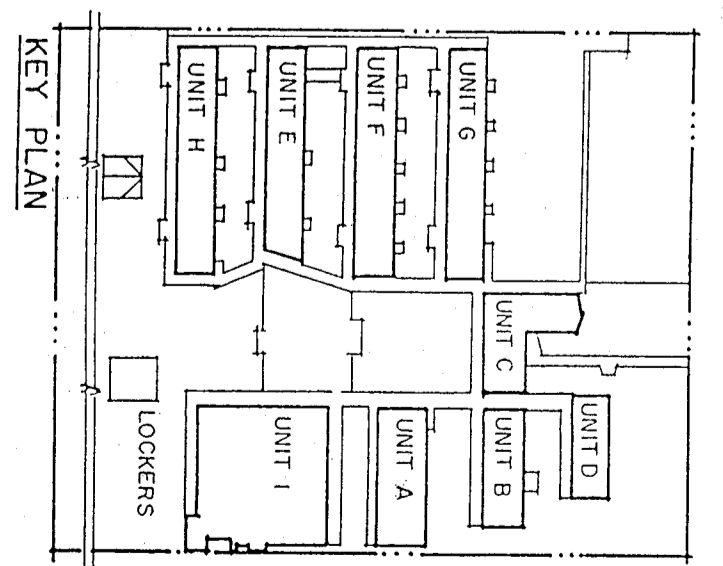 KEY PLAN
UNIT H
UNIT E
UNIT F
UNIT G
UNIT C
LOCKERS
UNIT I
UNIT A
UNIT B
UNIT D